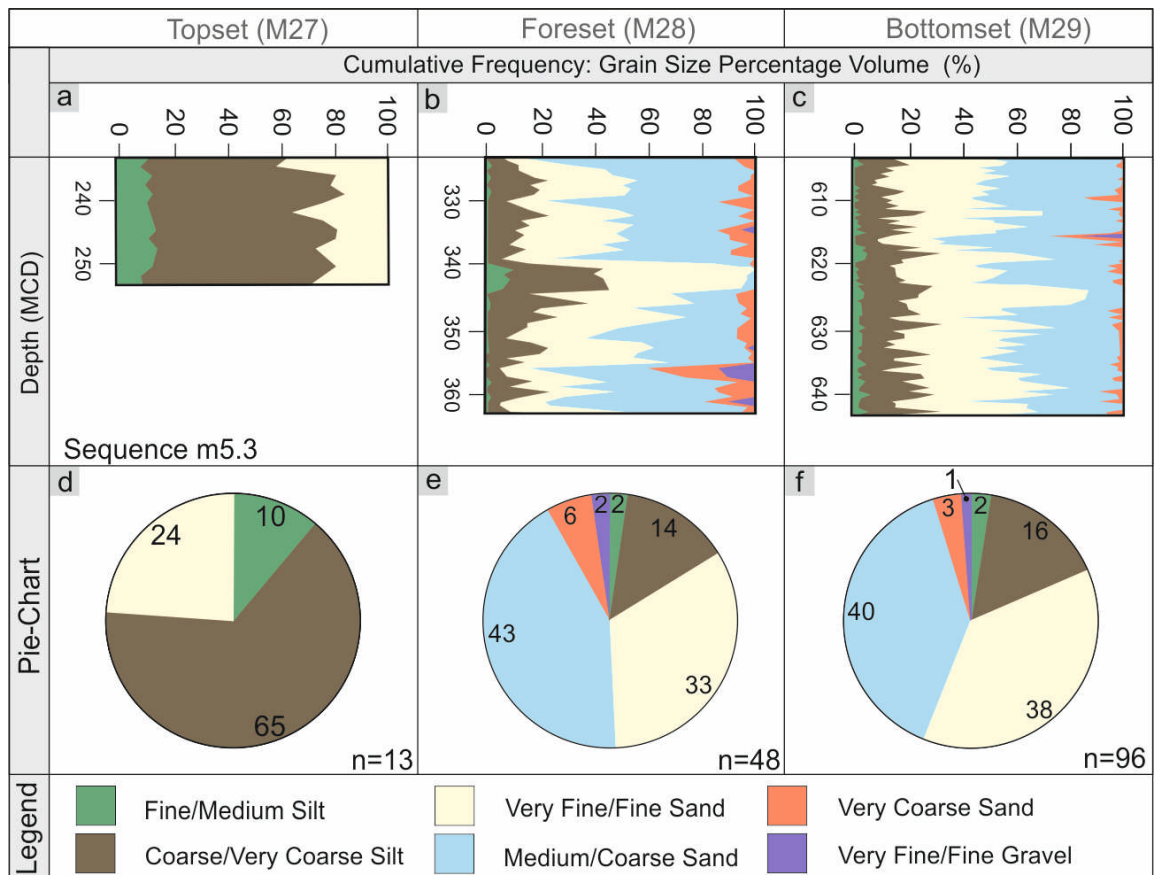 Topset (M27) Foreset (M28) Bottomset (M29)
Cumulative Frequency: Grain Size Percentage Volume (%)
a b c
0 20 40 60 80 100 0 20 40 60 80 100 0 20 40 60 80 100
Depth (MCD)
240
250
330
340
350
360
610
620
630
640
Sequence m5.3
Pie-Chart
d e f
24 10 65
n=13
6 2 2 14 43 33
n=48
1 3 2 16 40 38
n=96
Legend
Fine/Medium Silt Very Fine/Fine Sand Very Coarse Sand
Coarse/Very Coarse Silt Medium/Coarse Sand Very Fine/Fine Gravel